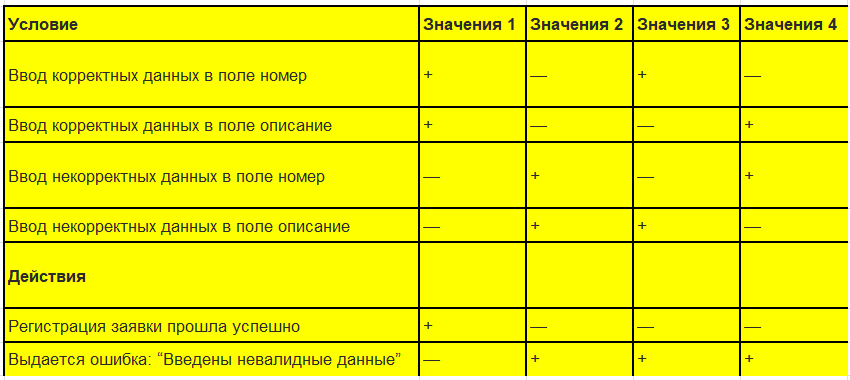 Условие Значения 1 Значения 2 Значения 3 Значения 4
Ввод корректных данных в поле номер + — + —
Ввод корректных данных в поле описание + — — +
Ввод некорректных данных в поле номер — + — +
Ввод некорректных данных в поле описание — + + —
Действия
Регистрация заявки прошла успешно + — — —
Выдается ошибка: “Введены невалидные данные” — + + +